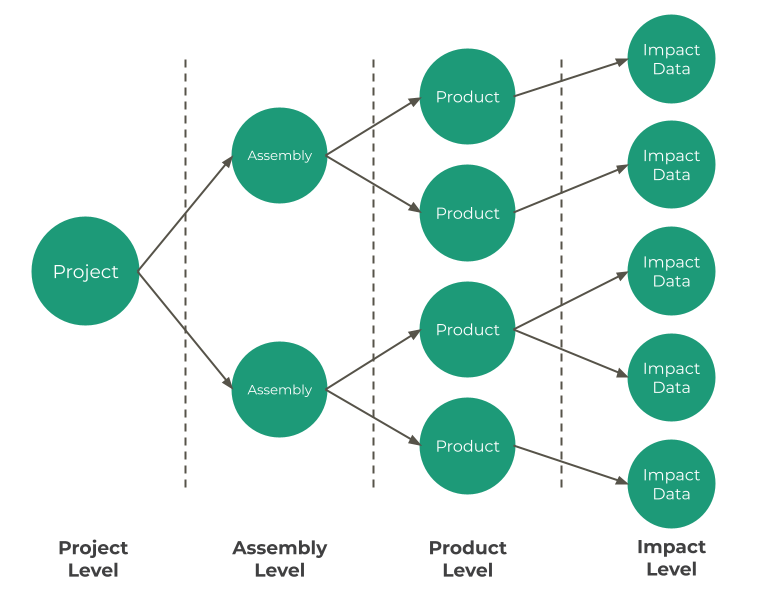 Project
Assembly
Assembly
Product
Product
Product
Product
Impact
Data
Impact
Data
Impact
Data
Impact
Data
Impact
Data
Project
Level
Assembly
Level
Product
Level
Impact
Level